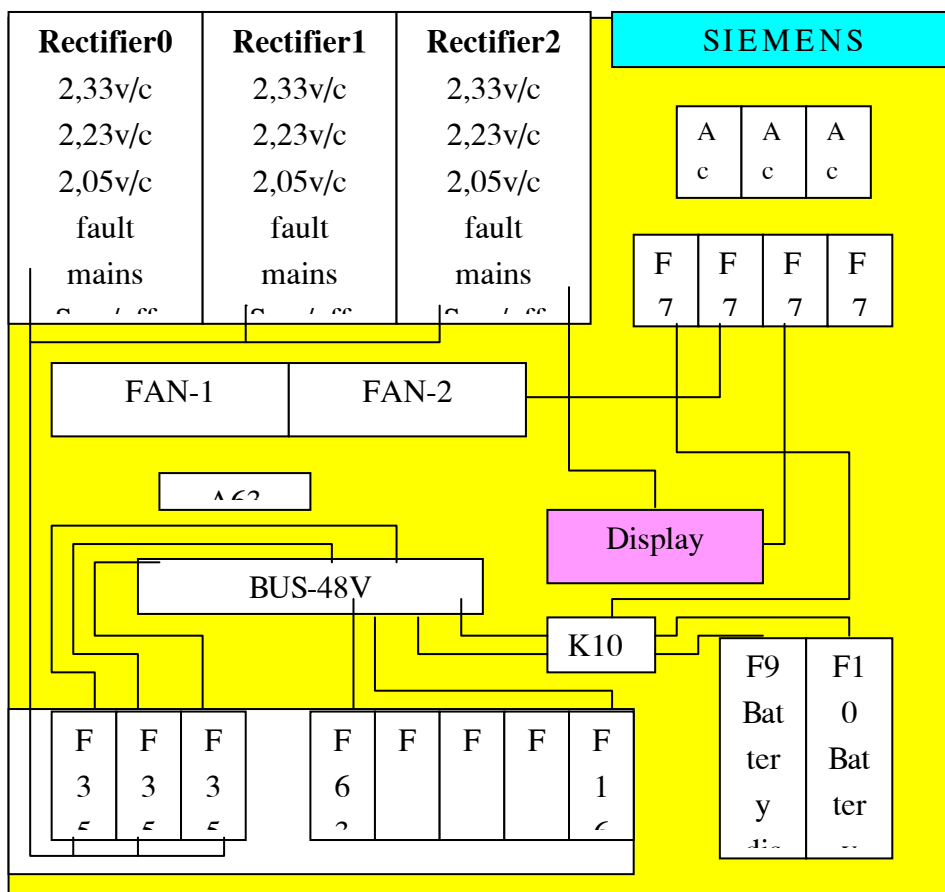 Rectifier0
2,33v/c
2,23v/c
2,05v/c
fault
mains
Rectifier1
2,33v/c
2,23v/c
2,05v/c
fault
mains
Rectifier2
2,33v/c
2,23v/c
2,05v/c
fault
mains
SIEMENS
A
c
A
c
A
c
F
7
F
7
F
7
F
7
FAN-1
FAN-2
Display
BUS-48V
K10
F9
Bat
ter
y
F1
0
Bat
ter
F
3
F
3
F
3
F
6
F
F
F
F
1